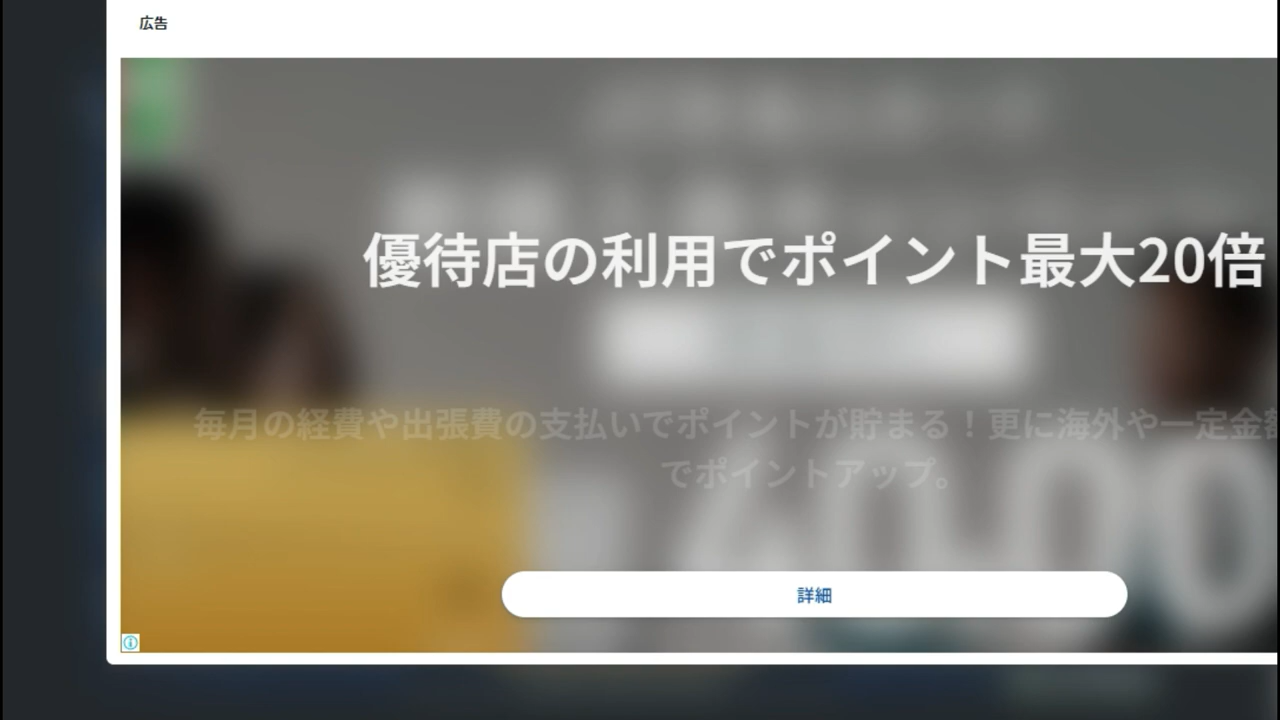 広告
優待店の利用でポイント最大20倍
毎月の経費や出張費の支払いでポイントが貯まる！更に海外や一定金額
でポイントアップ。
詳細